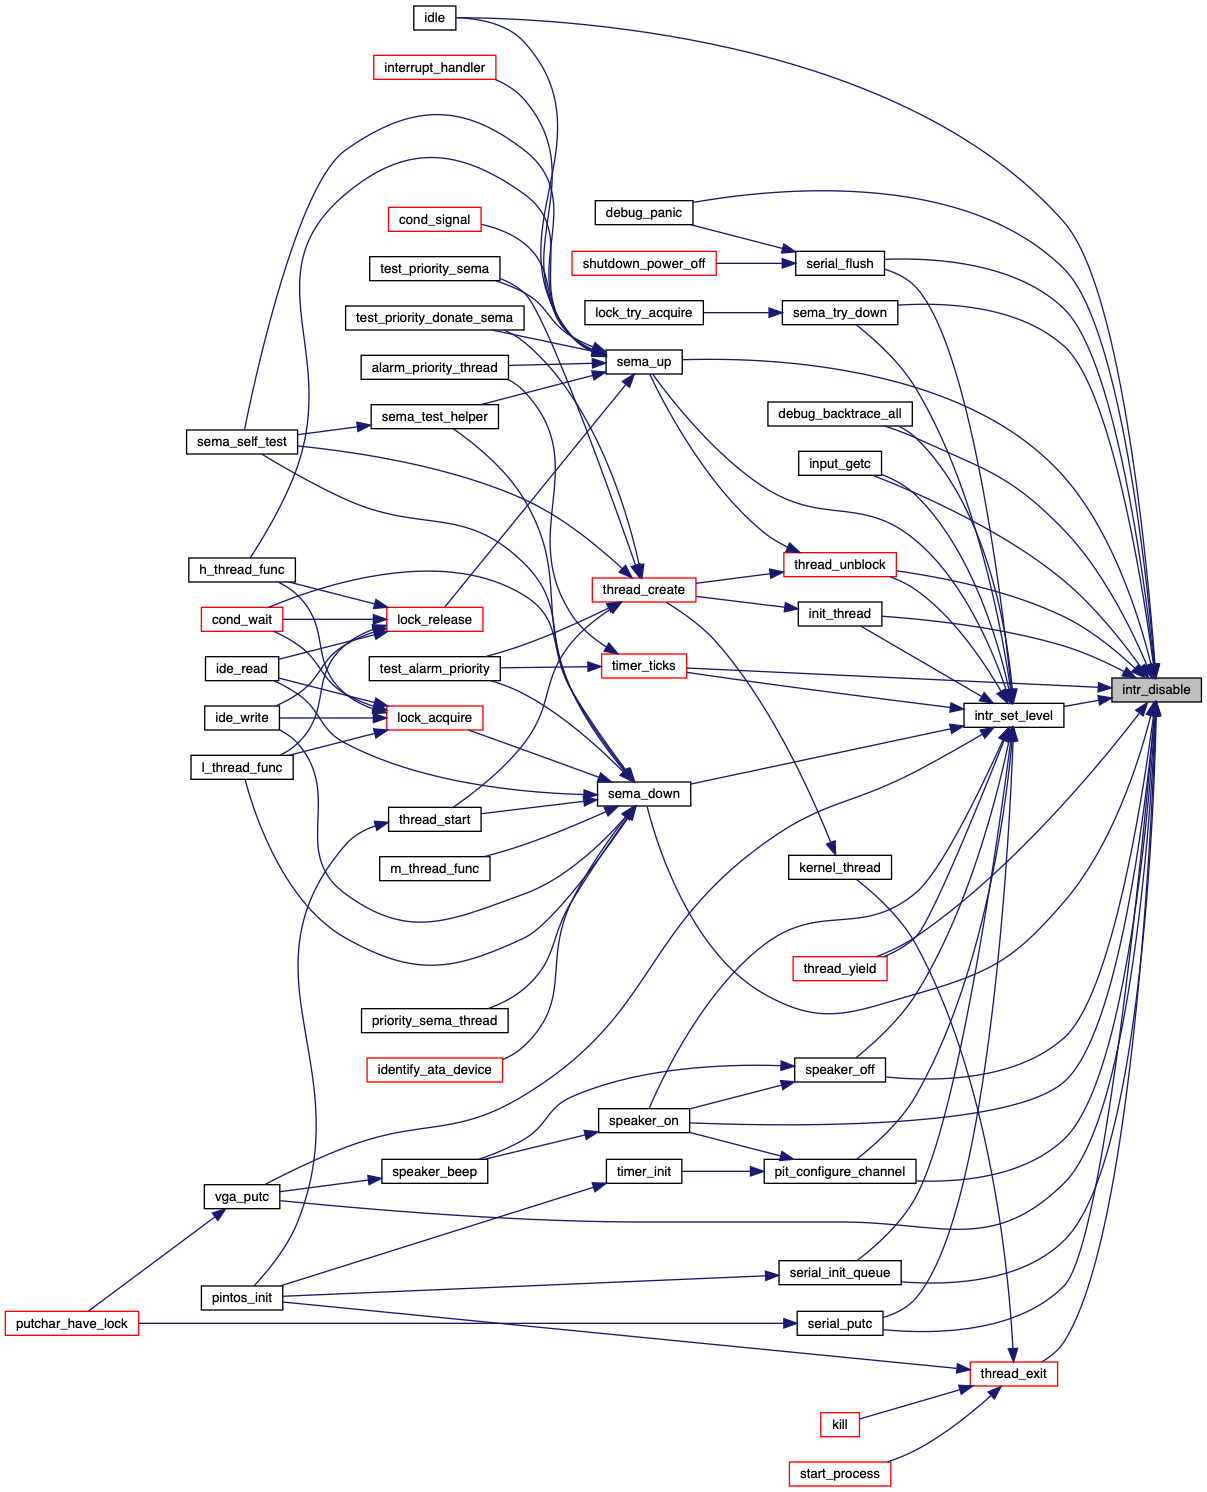 idle
interrupt_handler
debug_panic
cond_signal
serial_flush
shutdown_power_off
test_priority_sema
lock_try_acquire
sema_try_down
test_priority_donate_sema
sema_up
alarm_priority_thread
debug_backtrace_all
sema_test_helper
sema_self_test
input_getc
thread_unblock
h_thread_func
thread_create
init_thread
cond_wait
lock_release
ide_read
test_alarm_priority
timer_ticks
intr_disable
ide_write
lock_acquire
intr_set_level
l_thread_func
sema_down
thread_start
m_thread_func
kernel_thread
thread_yield
priority_sema_thread
identify_ata_device
speaker_off
speaker_on
speaker_beep
timer_init
pit_configure_channel
vga_putc
serial_init_queue
pintos_init
putchar_have_lock
serial_putc
thread_exit
kill
start_process